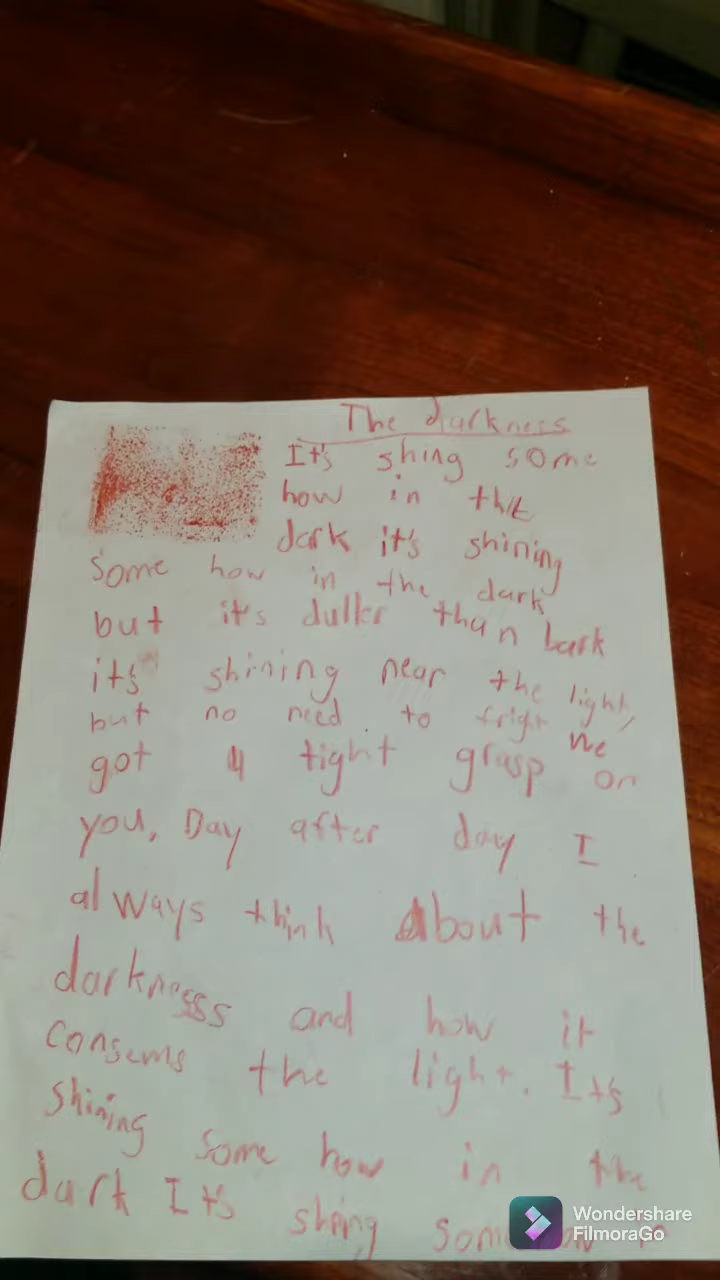 The darkness
It's shing some
how in the
dark it's shining
some how in the dark
but it's duller than bark
it's shining near the light,
but no need to fright we
got a tight grasp on
you, Day after day I
always think about the
darknesss and how it
consems the light. It's
shining some how in the
dark It's shing some
Wondershare
FilmoraGo